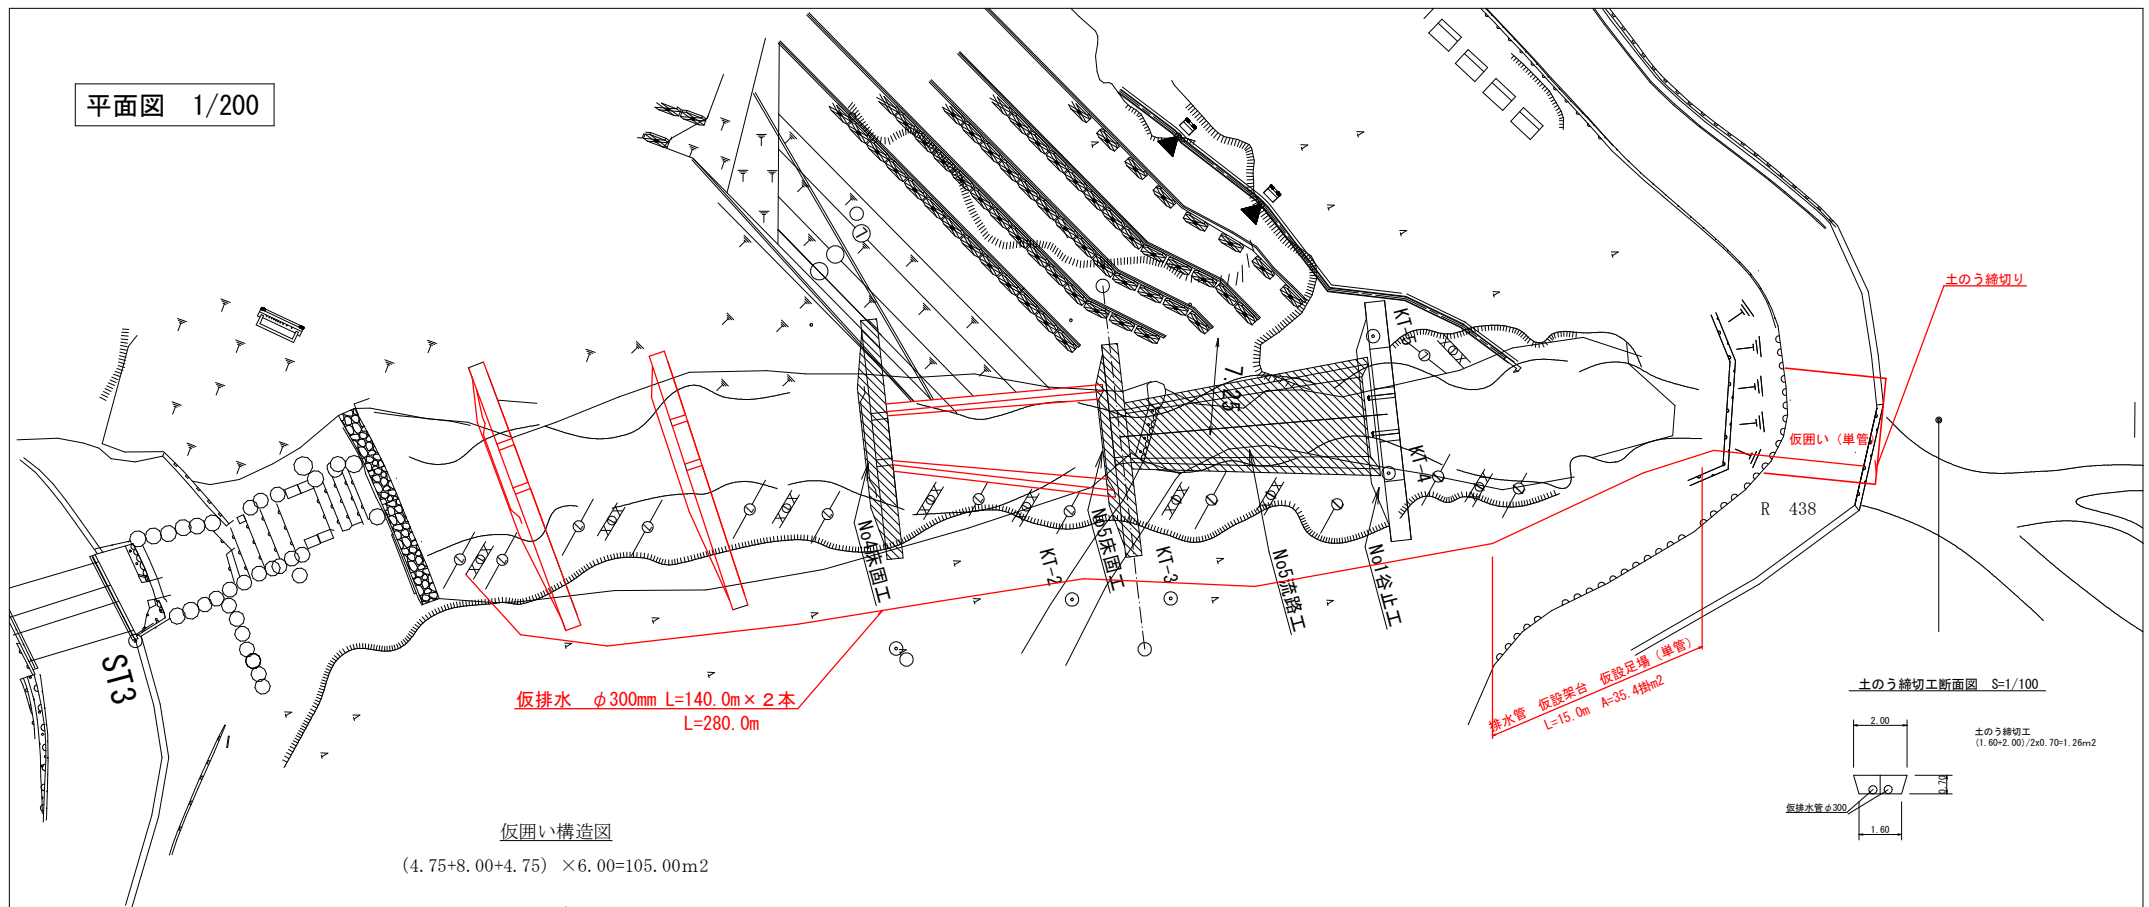 平面図 1/200
土のう締切り
仮囲い（単管
R 438
7.25
KT-5
KT-4
No4床固工
KT-2
No5床固工
KT-3
No5流路工
No1谷止工
ST3
仮排水 φ300mm L=140.0m×２本
L=280.0m
排水管 仮設架台 仮設足場（単管）
L=15.0m A=35.4掛m2
土のう締切工断面図 S=1/100
2.00
土のう締切工
(1.60+2.00)/2x0.70=1.26m2
0.70
仮排水管φ300
1.60
仮囲い構造図
(4.75+8.00+4.75) ×6.00=105.00m2